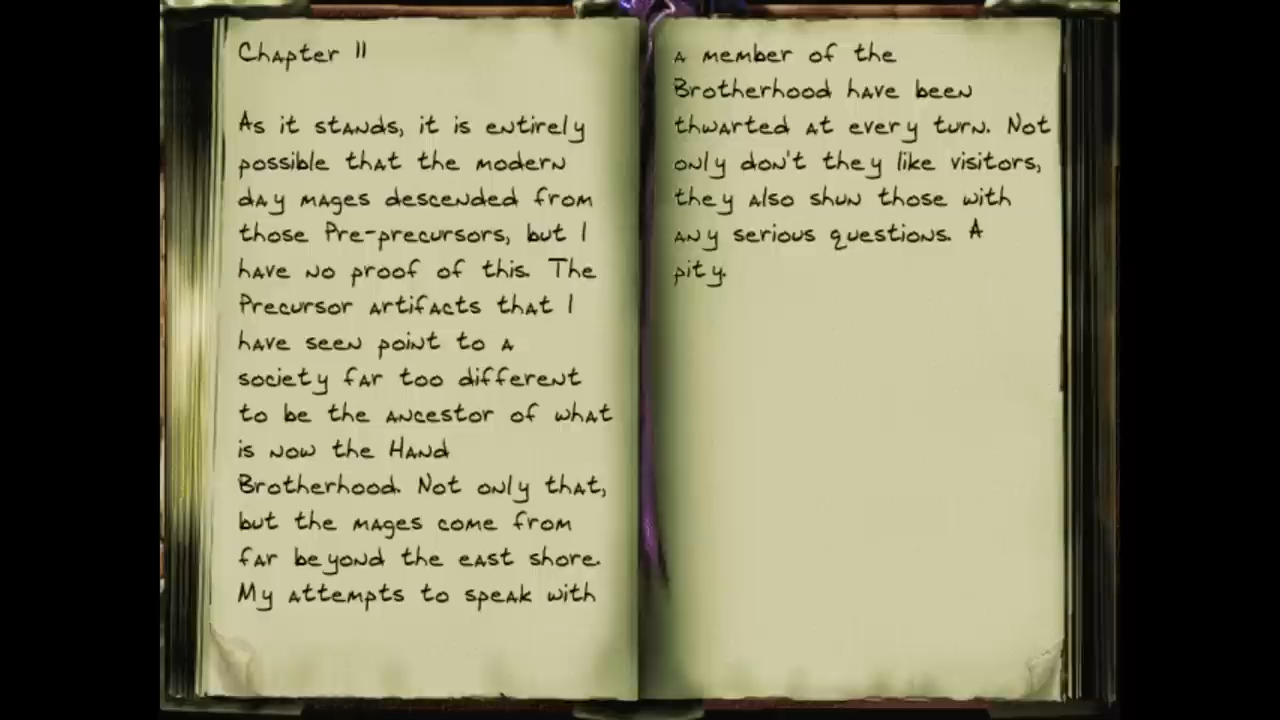 Chapter 11
As it stands, it is entirely
possible that the modern
day mages descended from
those Pre-precursors, but I
have no proof of this. The
Precursor artifacts that I
have seen point to a
society far too different
to be the ancestor of what
is now the Hand
Brotherhood. Not only that,
but the mages come from
far beyond the east shore.
My attempts to speak with
a member of the
Brotherhood have been
thwarted at every turn. Not
only don't they like visitors,
they also shun those with
any serious questions. A
pity.